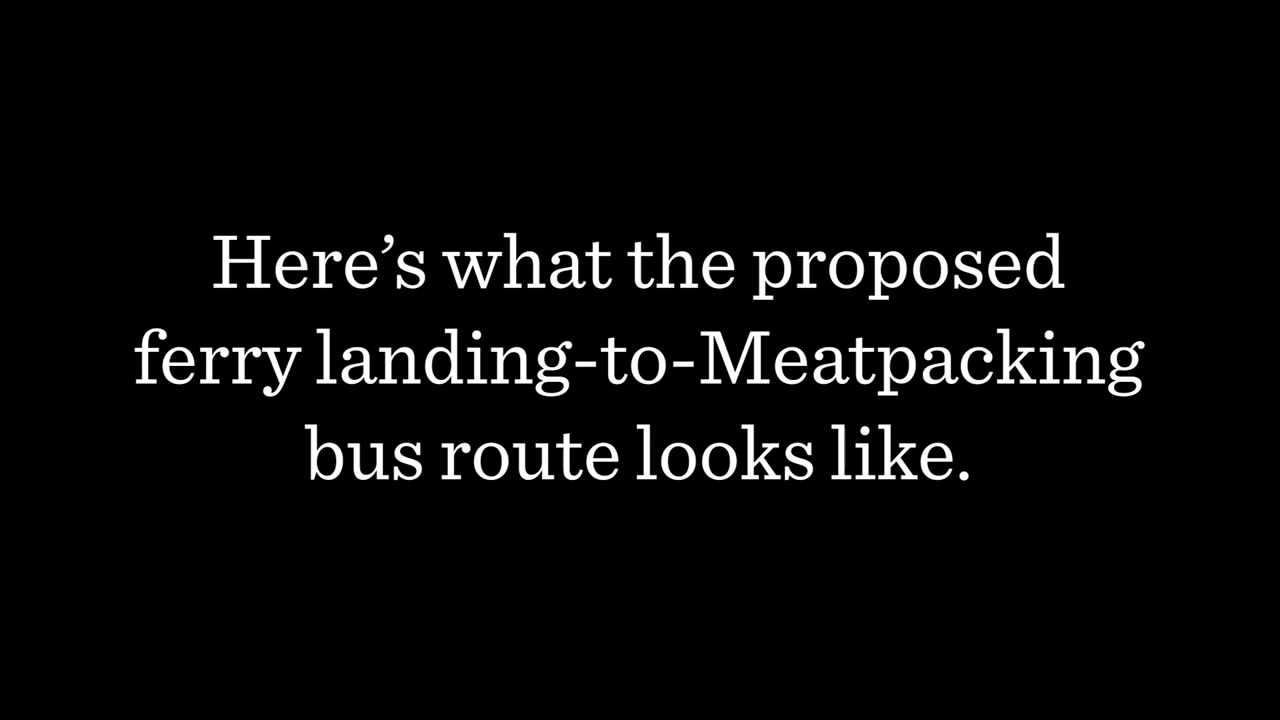 Here’s what the proposed
ferry landing-to-Meatpacking
bus route looks like.